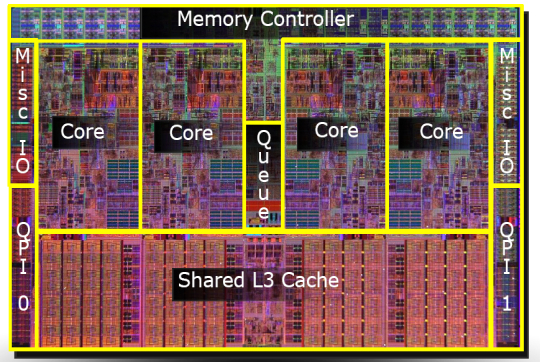 Memory Controller
Misc IO
Core
Core
Queue
Core
Core
Misc IO
QPI 0
Shared L3 Cache
QPI 1